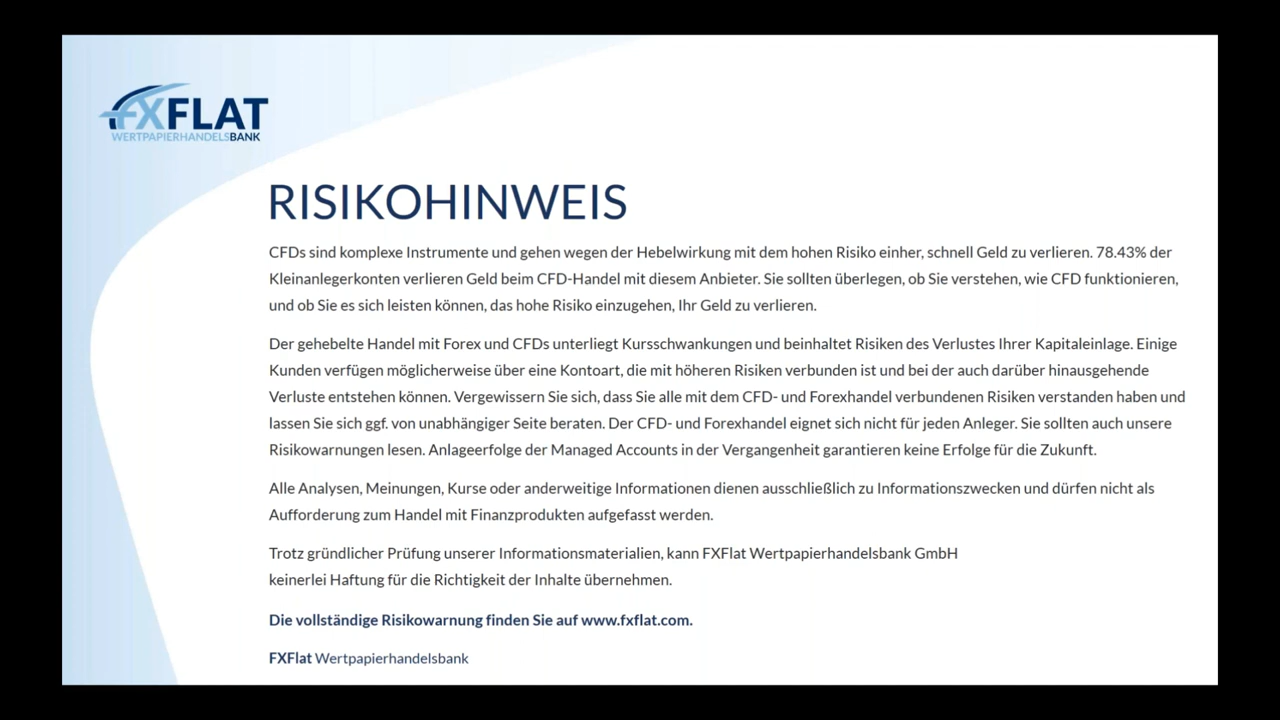 FXFLAT
WERTPAPIERHANDELSBANK
RISIKOHINWEIS
CFDs sind komplexe Instrumente und gehen wegen der Hebelwirkung mit dem hohen Risiko einher, schnell Geld zu verlieren. 78.43% der
Kleinanlegerkonten verlieren Geld beim CFD-Handel mit diesem Anbieter. Sie sollten überlegen, ob Sie verstehen, wie CFD funktionieren,
und ob Sie es sich leisten können, das hohe Risiko einzugehen, Ihr Geld zu verlieren.
Der gehebelte Handel mit Forex und CFDs unterliegt Kursschwankungen und beinhaltet Risiken des Verlustes Ihrer Kapitaleinlage. Einige
Kunden verfügen möglicherweise über eine Kontoart, die mit höheren Risiken verbunden ist und bei der auch darüber hinausgehende
Verluste entstehen können. Vergewissern Sie sich, dass Sie alle mit dem CFD- und Forexhandel verbundenen Risiken verstanden haben und
lassen Sie sich ggf. von unabhängiger Seite beraten. Der CFD- und Forexhandel eignet sich nicht für jeden Anleger. Sie sollten auch unsere
Risikowarnungen lesen. Anlageerfolge der Managed Accounts in der Vergangenheit garantieren keine Erfolge für die Zukunft.
Alle Analysen, Meinungen, Kurse oder anderweitige Informationen dienen ausschließlich zu Informationszwecken und dürfen nicht als
Aufforderung zum Handel mit Finanzprodukten aufgefasst werden.
Trotz gründlicher Prüfung unserer Informationsmaterialien, kann FXFlat Wertpapierhandelsbank GmbH
keinerlei Haftung für die Richtigkeit der Inhalte übernehmen.
Die vollständige Risikowarnung finden Sie auf www.fxflat.com.
FXFlat Wertpapierhandelsbank